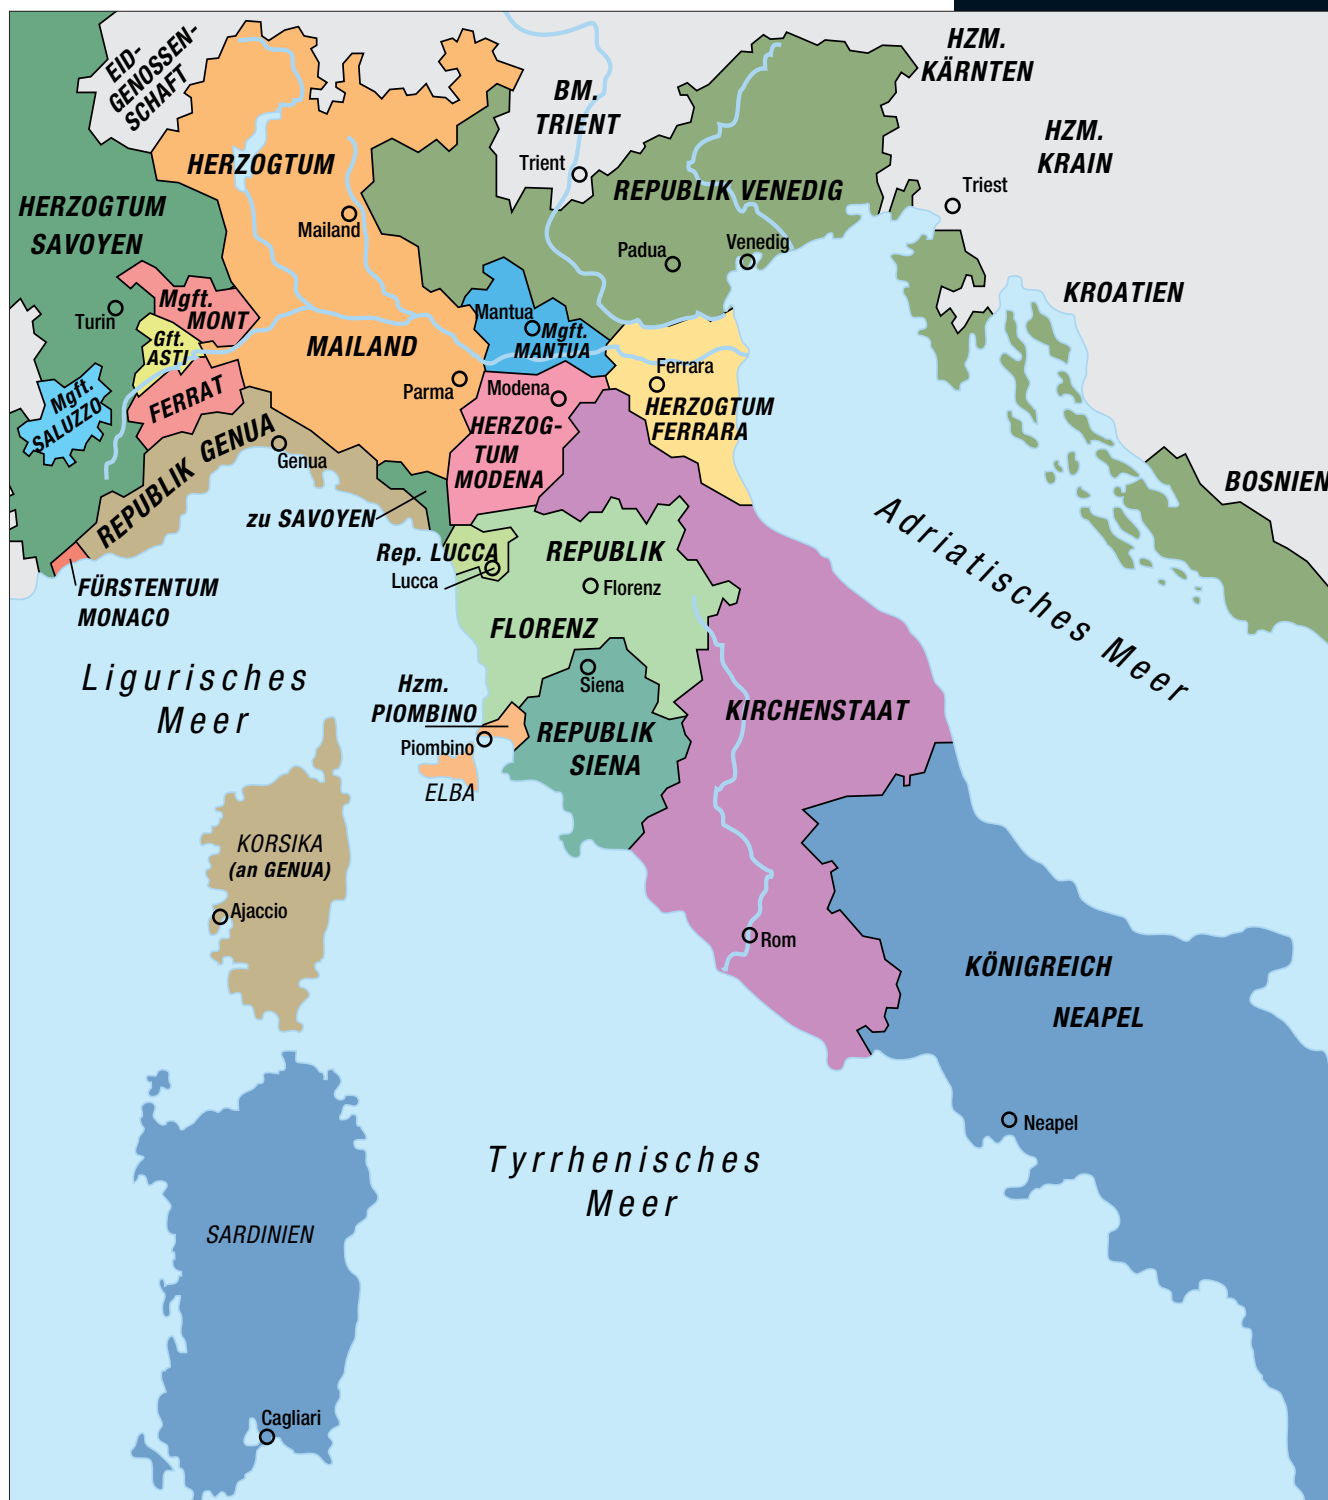 EID-
GENOSSEN-
SCHAFT
HZM.
KÄRNTEN
BM.
TRIENT
Trient
HZM.
KRAIN
Triest
HERZOGTUM
REPUBLIK VENEDIG
HERZOGTUM
SAVOYEN
Mailand
Padua
Venedig
KROATIEN
Turin
Mgft.
MONT
Gft.
ASTI
MAILAND
Mantua
Mgft.
MANTUA
Mgft.
SALUZZO
FERRAT
Parma
Modena
Ferrara
HERZOGTUM
FERRARA
HERZOG-
TUM
MODENA
REPUBLIK GENUA
Genua
BOSNIEN
zu SAVOYEN
Adriatisches Meer
Rep. LUCCA
Lucca
REPUBLIK
Florenz
FLORENZ
FÜRSTENTUM
MONACO
Ligurisches
Meer
Hzm.
PIOMBINO
Piombino
ELBA
Siena
REPUBLIK
SIENA
KIRCHENSTAAT
KORSIKA
(an GENUA)
Ajaccio
Rom
KÖNIGREICH
NEAPEL
Neapel
Tyrrhenisches
Meer
SARDINIEN
Cagliari